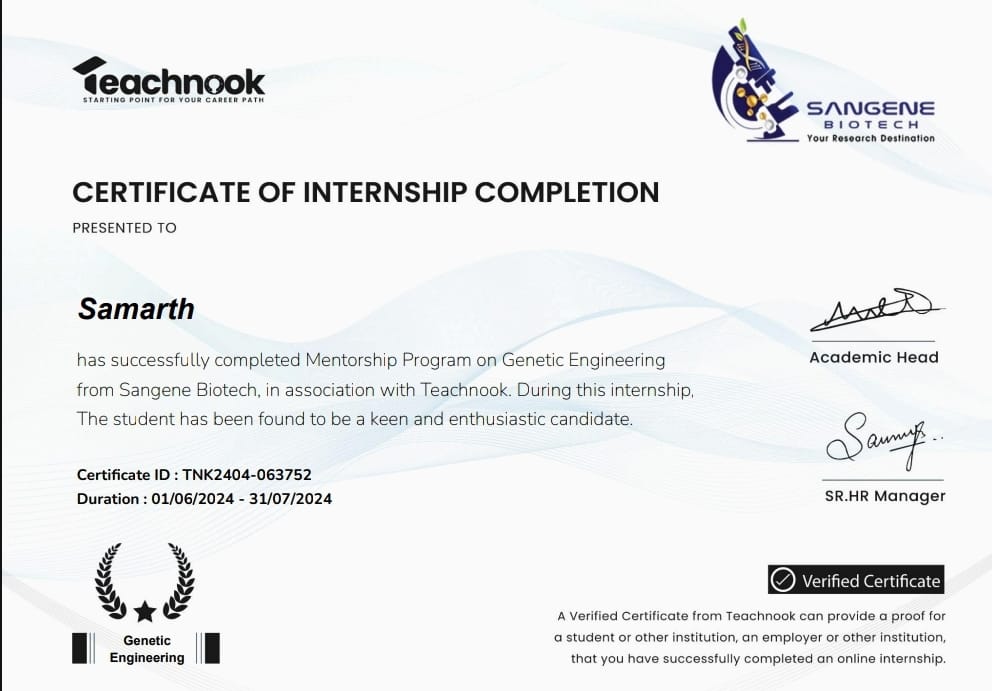 Teachnook
STARTING POINT FOR YOUR CAREER PATH
SANGENE
BIOTECH
Your Research Destination
CERTIFICATE OF INTERNSHIP COMPLETION
PRESENTED TO
Samarth
has successfully completed Mentorship Program on Genetic Engineering
from Sangene Biotech, in association with Teachnook. During this internship,
The student has been found to be a keen and enthusiastic candidate.
Academic Head
SR.HR Manager
Certificate ID : TNK2404-063752
Duration : 01/06/2024 - 31/07/2024
Genetic
Engineering
Verified Certificate
A Verified Certificate from Teachnook can provide a proof for
a student or other institution, an employer or other institution,
that you have successfully completed an online internship.